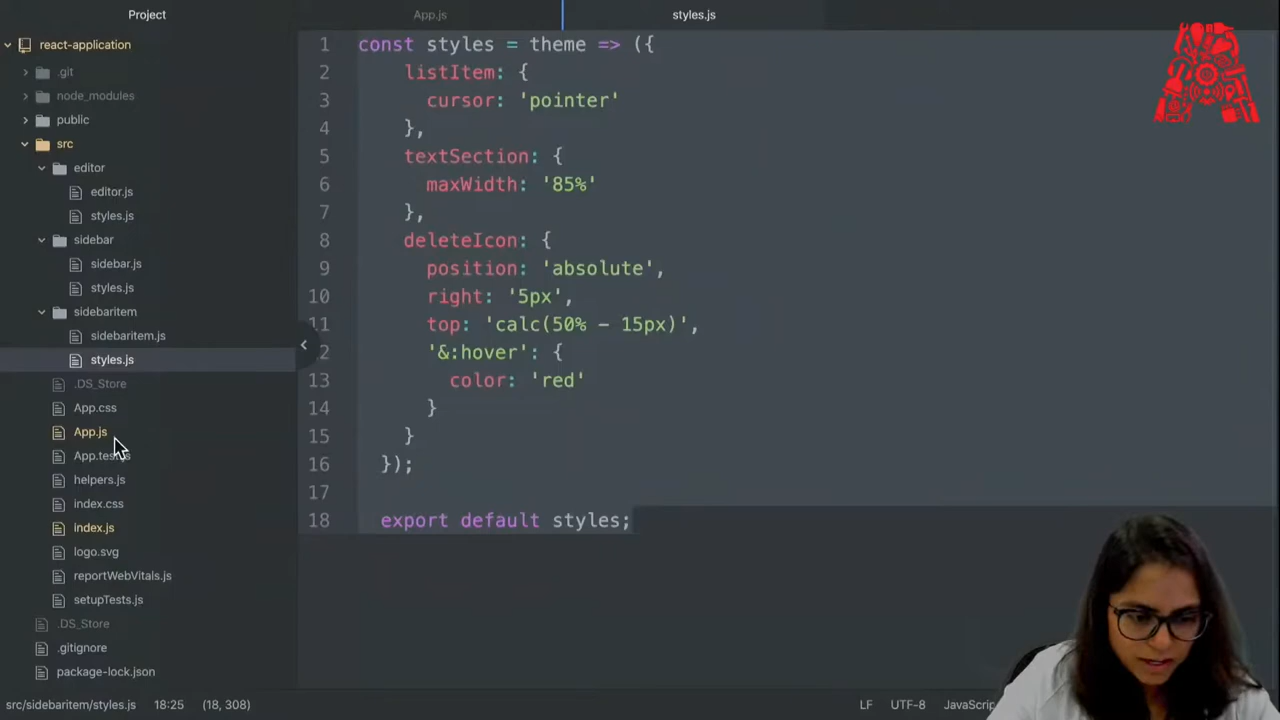 Project
App.js
styles.js
react-application
.git
node_modules
public
src
editor
editor.js
styles.js
sidebar
sidebar.js
styles.js
sidebaritem
sidebaritem.js
styles.js
.DS_Store
App.css
App.js
helpers.js
index.css
index.js
logo.svg
reportWebVitals.js
setupTests.js
.DS_Store
.gitignore
package-lock.json
1 const styles = theme => ({
2 listItem: {
3 cursor: 'pointer'
4 },
5 textSection: {
6 maxWidth: '85%'
7 },
8 deleteIcon: {
9 position: 'absolute',
10 right: '5px',
11 top: 'calc(50% - 15px)',
12 '&:hover': {
13 color: 'red'
14 }
15 }
16 });
17
18 export default styles;
src/sidebaritem/styles.js 18:25 (18, 308) LF UTF-8